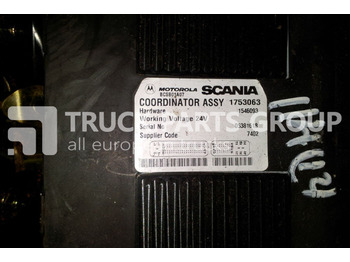 MOTOROLA SCANIA
COORDINATOR ASSY 1753063
Hardware 1546093
Working Voltage 24V
Serial No
Supplier Code 7402
TRUCK PARTS GROUP
all europe